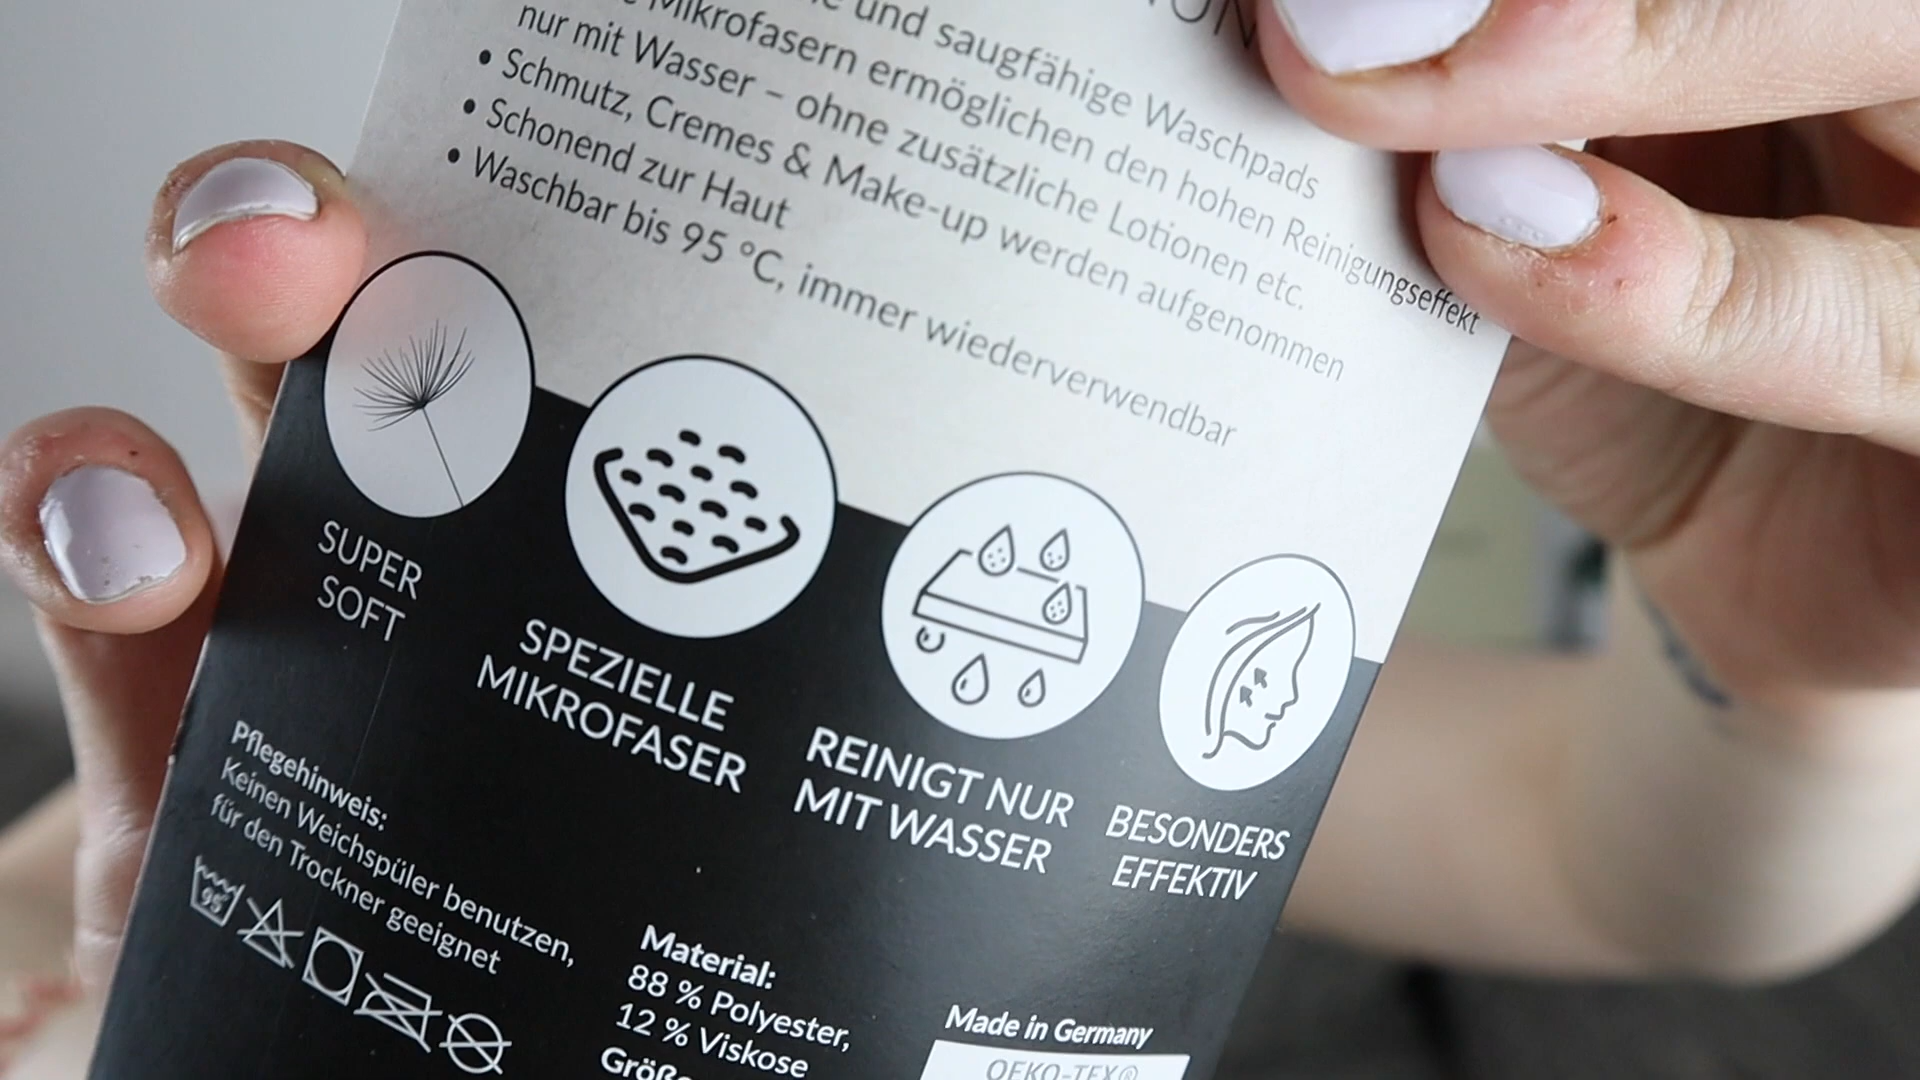 und saugfähige Waschpads
Mikrofasern ermöglichen den hohen Reinigungseffekt
nur mit Wasser – ohne zusätzliche Lotionen etc.
• Schmutz, Cremes & Make-up werden aufgenommen
• Schonend zur Haut
• Waschbar bis 95 °C, immer wiederverwendbar
SUPER
SOFT
SPEZIELLE
MIKROFASER
REINIGT NUR
MIT WASSER
BESONDERS
EFFEKTIV
Pflegehinweis:
Keinen Weichspüler benutzen,
für den Trockner geeignet
95°
Material:
88 % Polyester,
12 % Viskose
Made in Germany
OEKO-TEX®